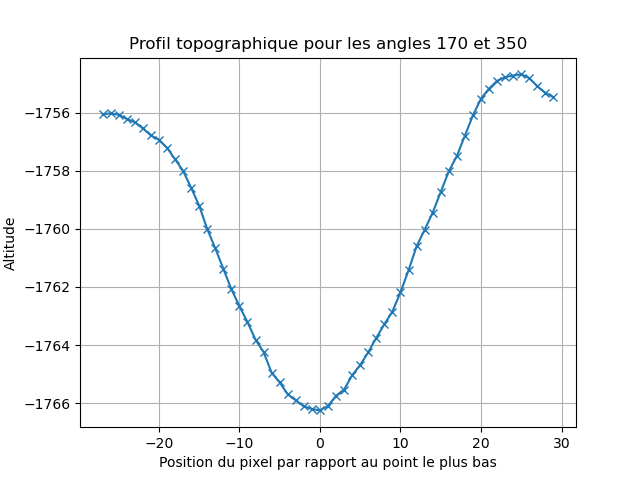 Profil topographique pour les angles 170 et 350
Altitude
−1756
−1758
−1760
−1762
−1764
−1766
−20 −10 0 10 20 30
Position du pixel par rapport au point le plus bas